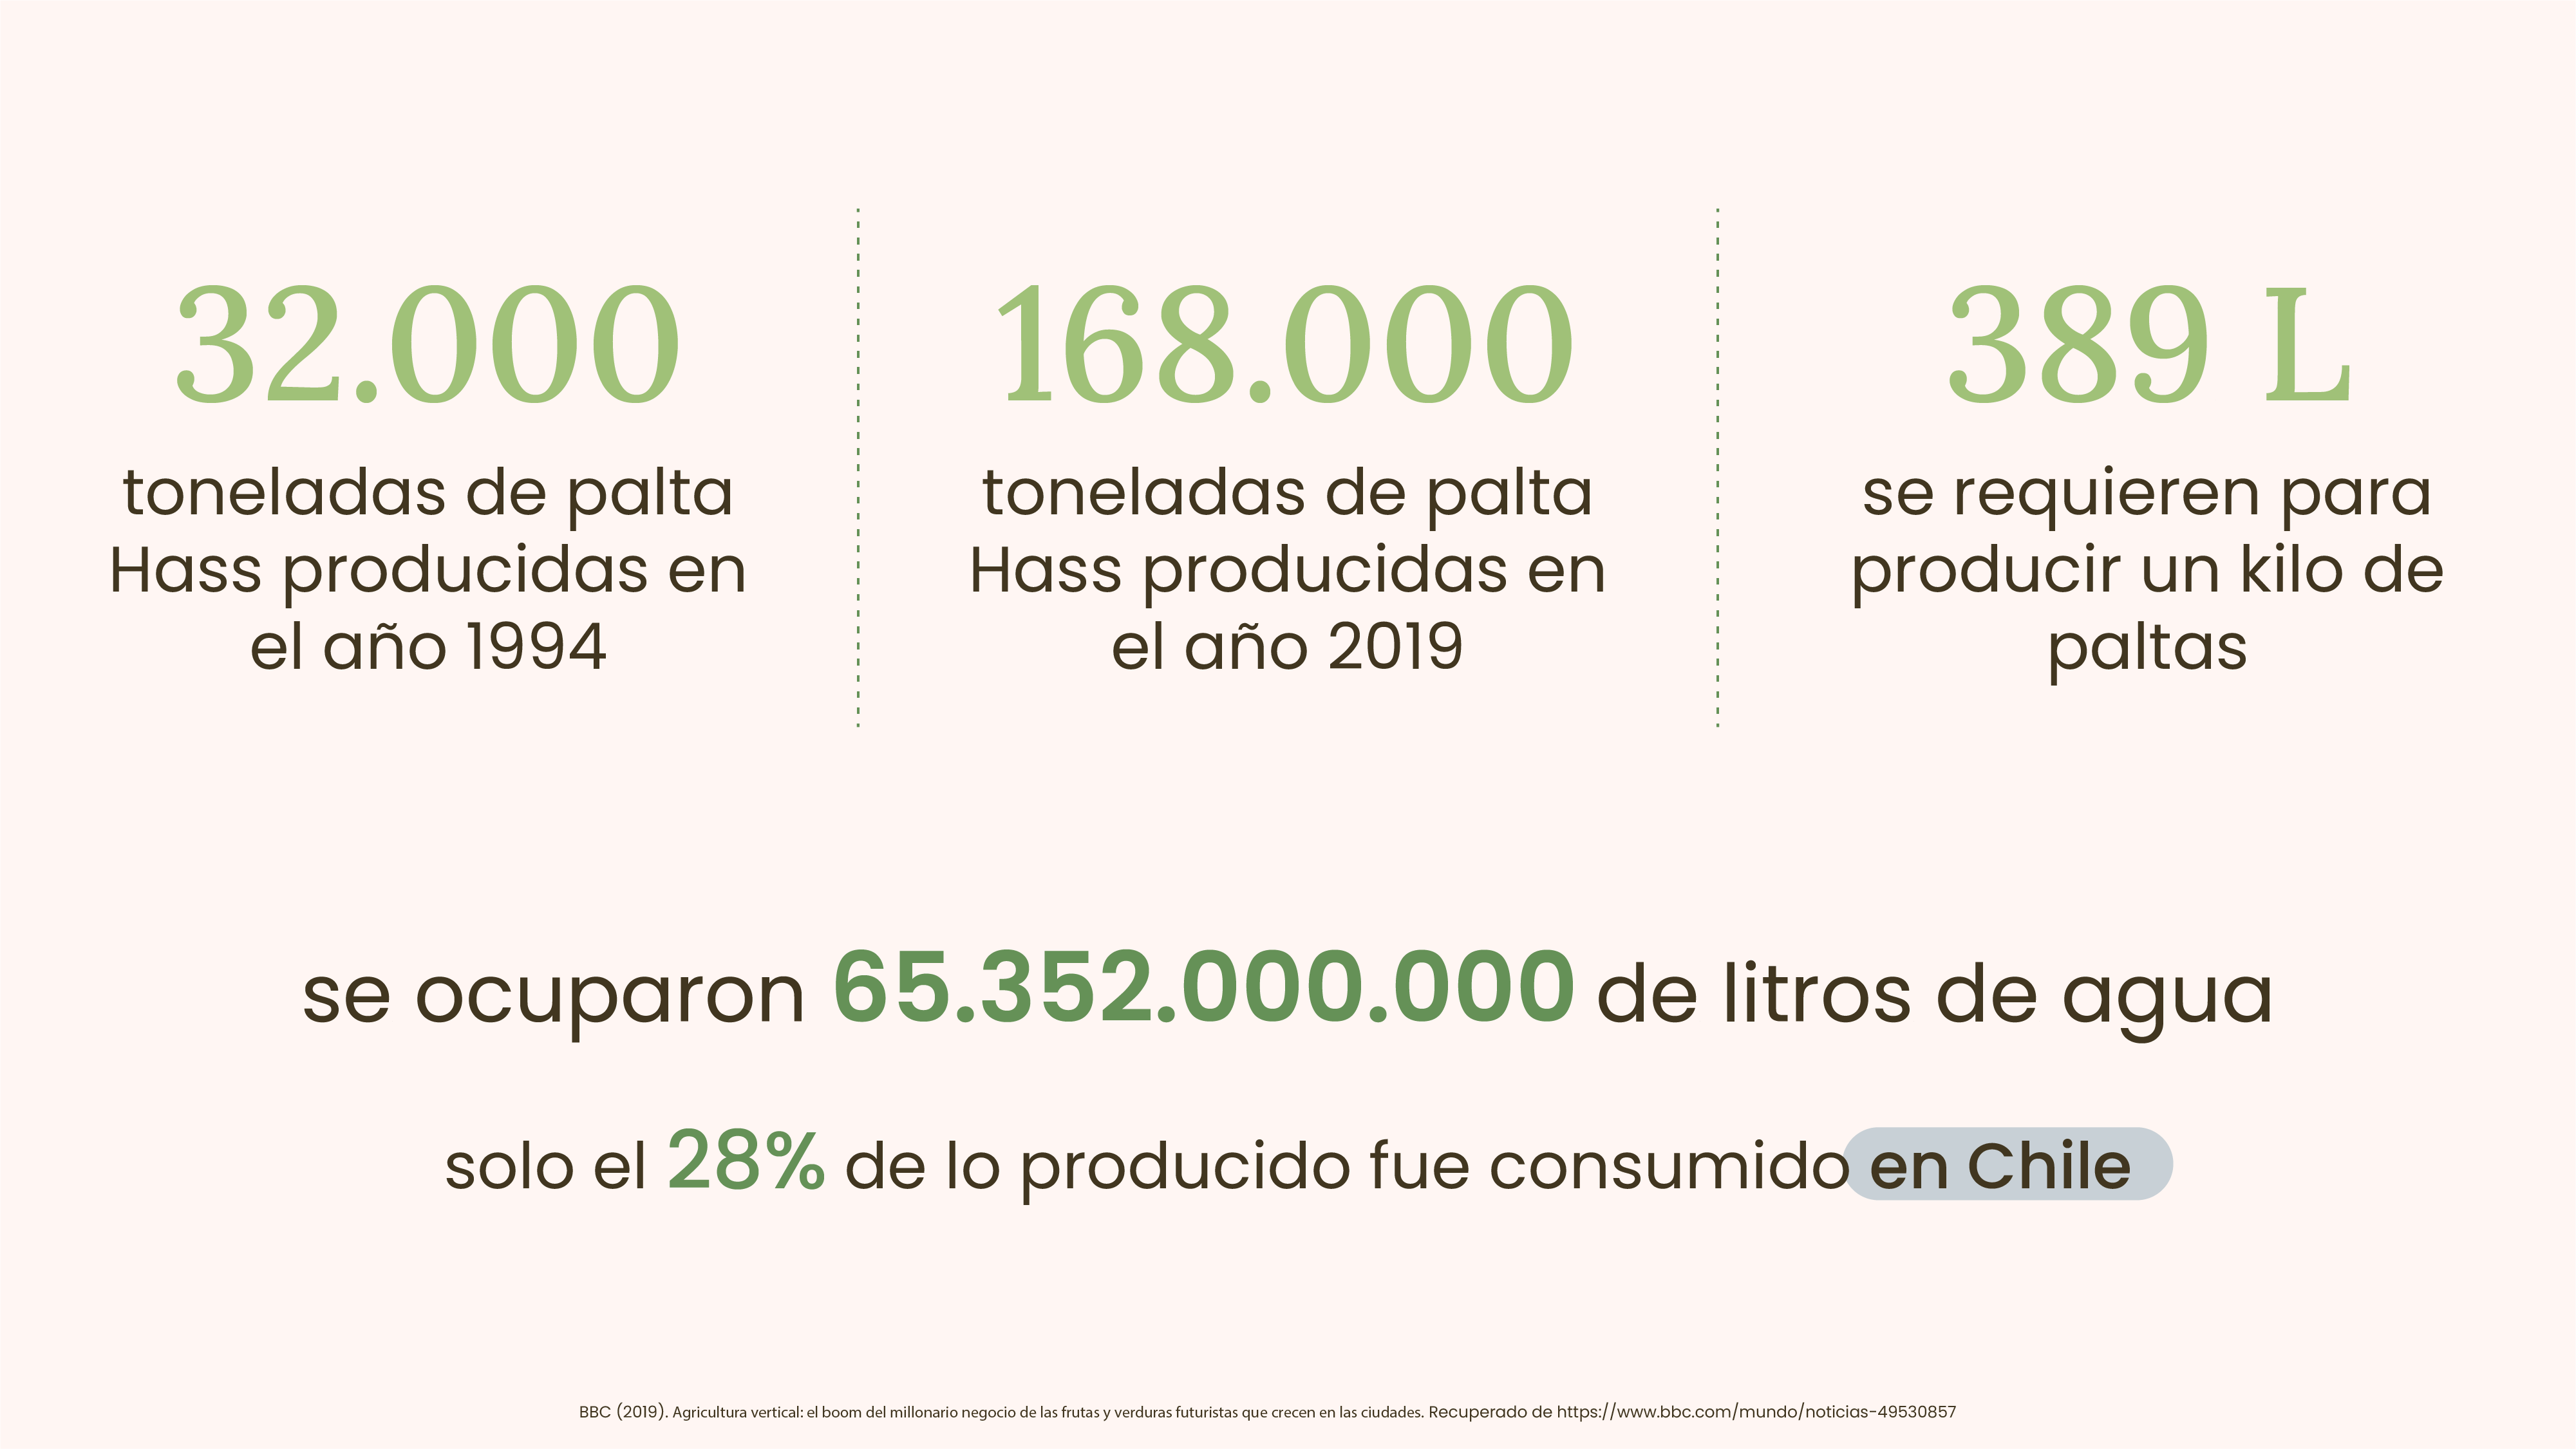 32.000
toneladas de palta
Hass producidas en
el año 1994
168.000
toneladas de palta
Hass producidas en
el año 2019
389 L
se requieren para
producir un kilo de
paltas
se ocuparon 65.352.000.000 de litros de agua
solo el 28% de lo producido fue consumido en Chile
BBC (2019). Agricultura vertical: el boom del millonario negocio de las frutas y verduras futuristas que crecen en las ciudades. Recuperado de https://www.bbc.com/mundo/noticias-49530857